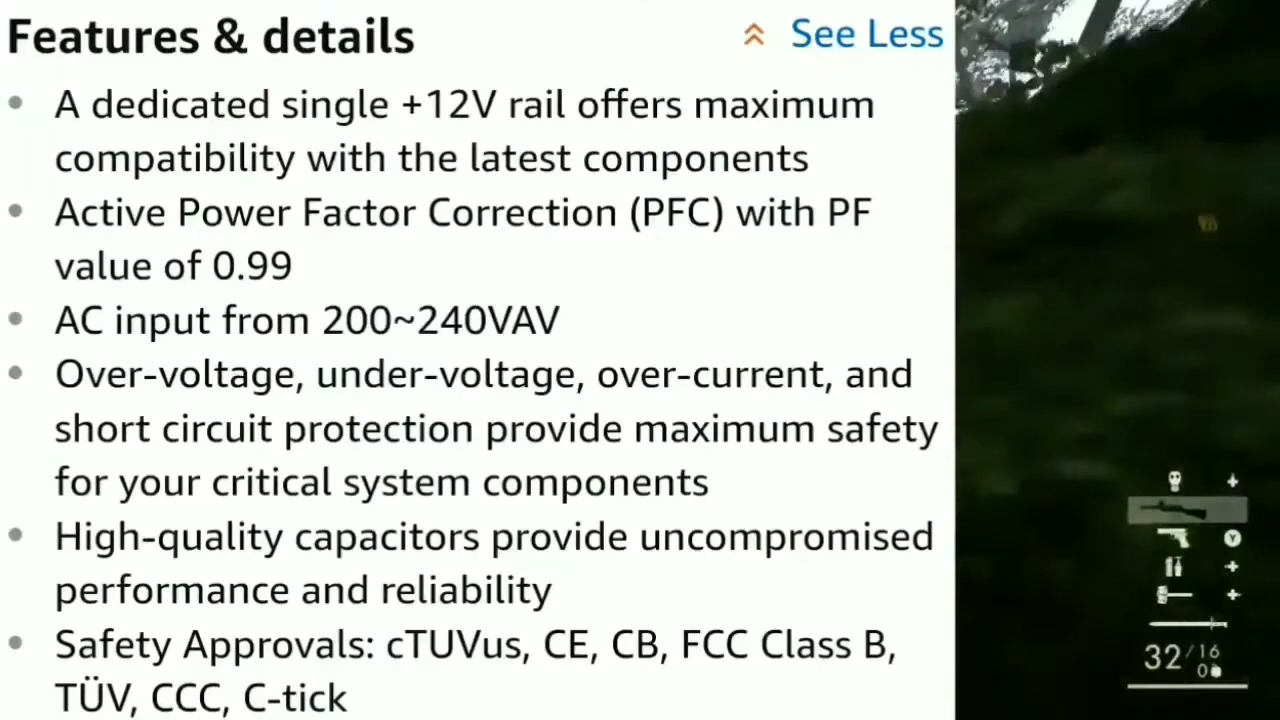 Features & details
See Less
A dedicated single +12V rail offers maximum
compatibility with the latest components
Active Power Factor Correction (PFC) with PF
value of 0.99
AC input from 200~240VAV
Over-voltage, under-voltage, over-current, and
short circuit protection provide maximum safety
for your critical system components
High-quality capacitors provide uncompromised
performance and reliability
Safety Approvals: cTUVus, CE, CB, FCC Class B,
TÜV, CCC, C-tick
Y
32/16
0